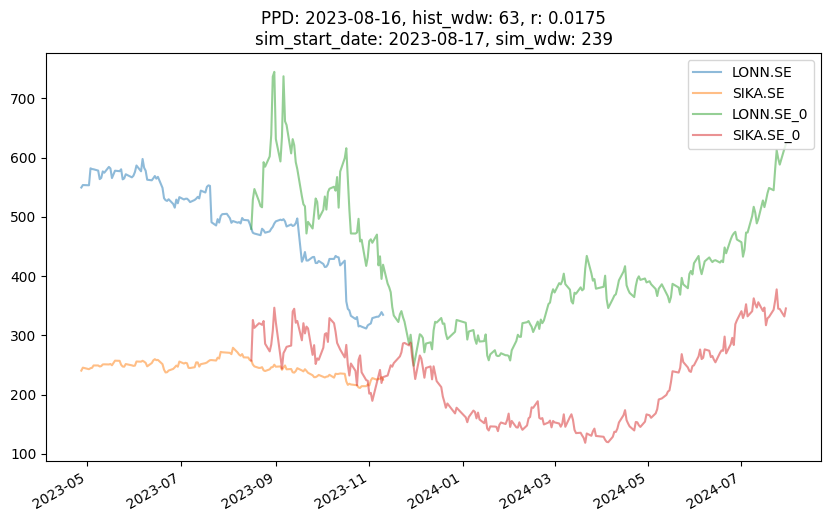 PPD: 2023-08-16, hist_wdw: 63, r: 0.0175
sim_start_date: 2023-08-17, sim_wdw: 239
LONN.SE
SIKA.SE
LONN.SE_0
SIKA.SE_0
700
600
500
400
300
200
100
2023-05
2023-07
2023-09
2023-11
2024-01
2024-03
2024-05
2024-07